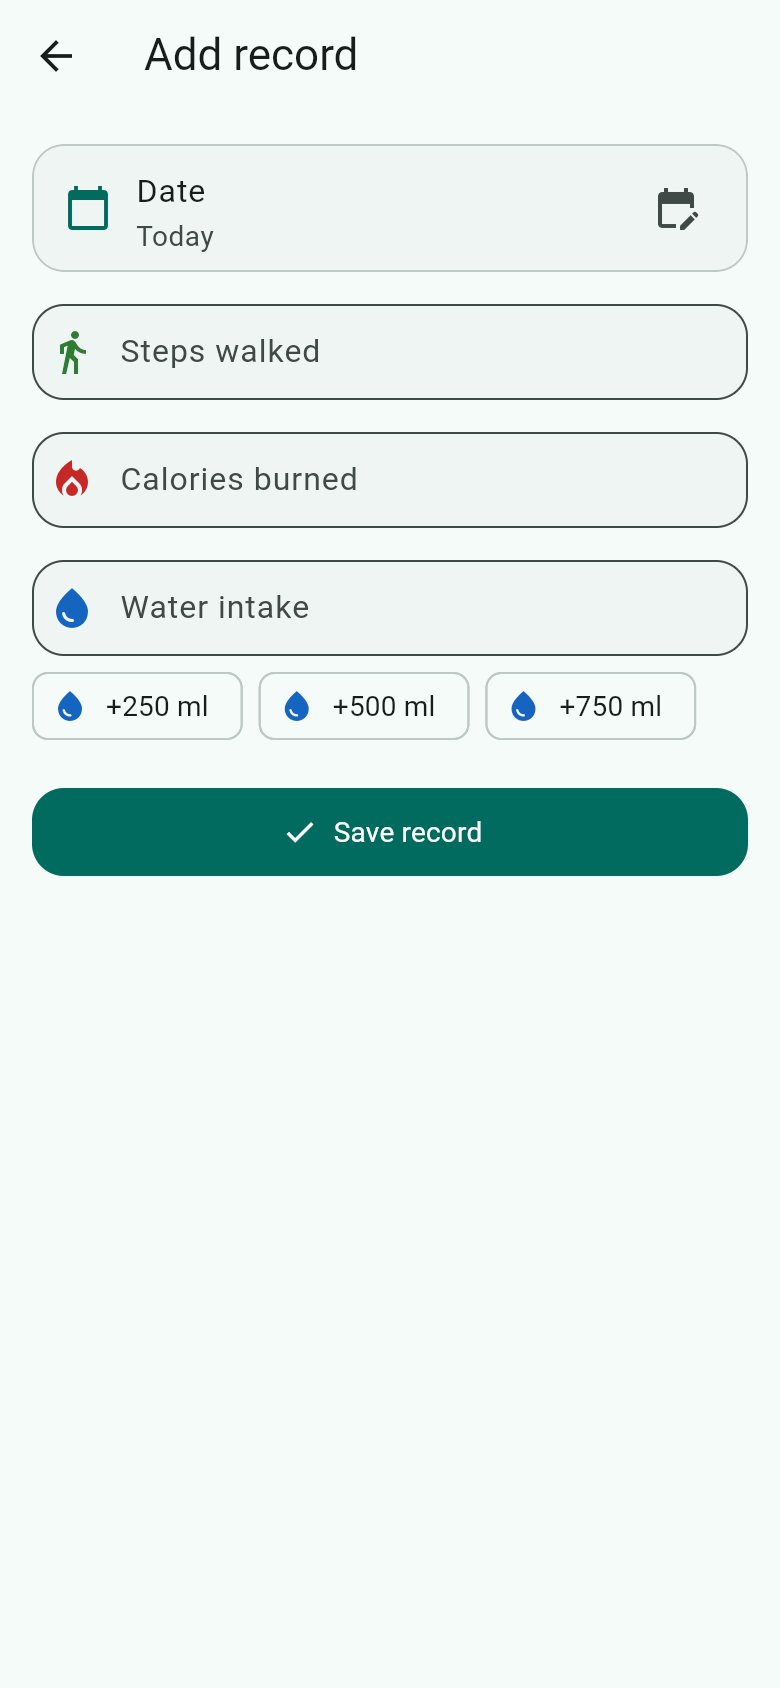 Add record
Date
Today
Steps walked
Calories burned
Water intake
+250 ml
+500 ml
+750 ml
Save record